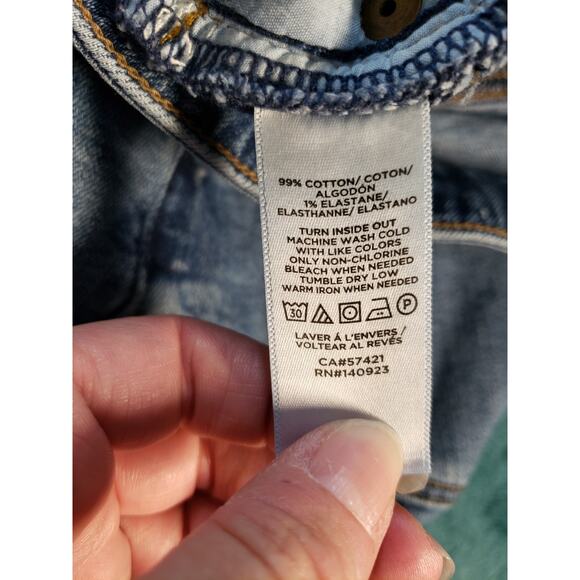 99% COTTON/ COTON/
ALGODÓN
1% ELASTANE/
ELASTHANNE/ ELASTANO
TURN INSIDE OUT
MACHINE WASH COLD
WITH LIKE COLORS
ONLY NON-CHLORINE
BLEACH WHEN NEEDED
TUMBLE DRY LOW
WARM IRON WHEN NEEDED
30 P
LAVER Á L'ENVERS/
VOLTEAR AL REVÉS
CA#57421
RN#140923